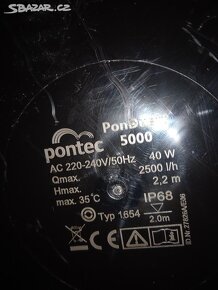 SBAZAR.CZ
pontec
5000
AC 220-240V/50Hz
40 W
Qmax.
2500 l/h
Hmax.
2,2 m
max. 35°C
IP68
Typ 1654
2.0m